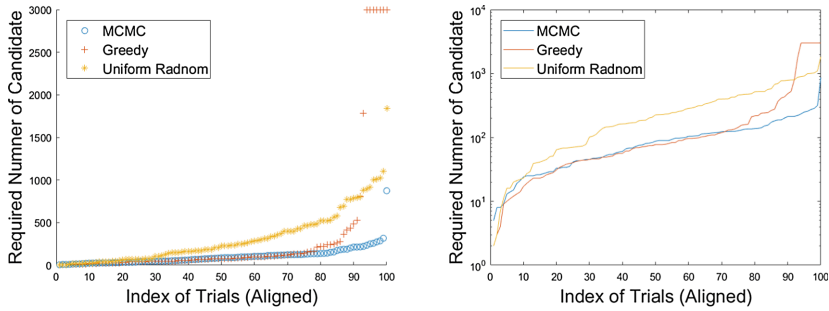 3000
2500
2000
1500
1000
500
0
Required Numner of Candidate
MCMC
Greedy
Uniform Radnom
0 10 20 30 40 50 60 70 80 90 100
Index of Trials (Aligned)
10^4
10^3
10^2
10^1
10^0
Required Numner of Candidate
MCMC
Greedy
Uniform Radnom
0 10 20 30 40 50 60 70 80 90 100
Index of Trials (Aligned)